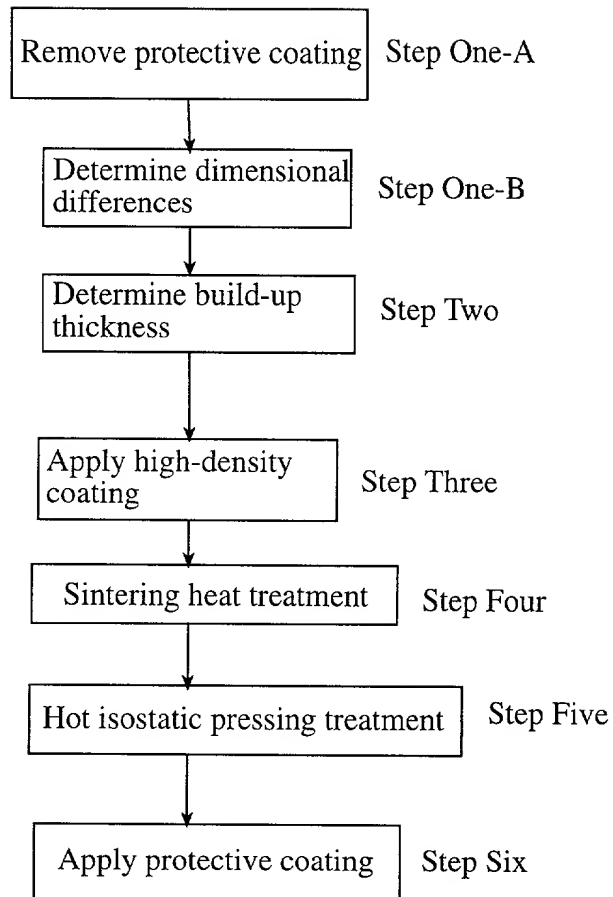 Remove protective coating Step One-A
Determine dimensional
differences
Step One-B
Determine build-up
thickness
Step Two
Apply high-density
coating
Step Three
Sintering heat treatment Step Four
Hot isostatic pressing treatment Step Five
Apply protective coating Step Six